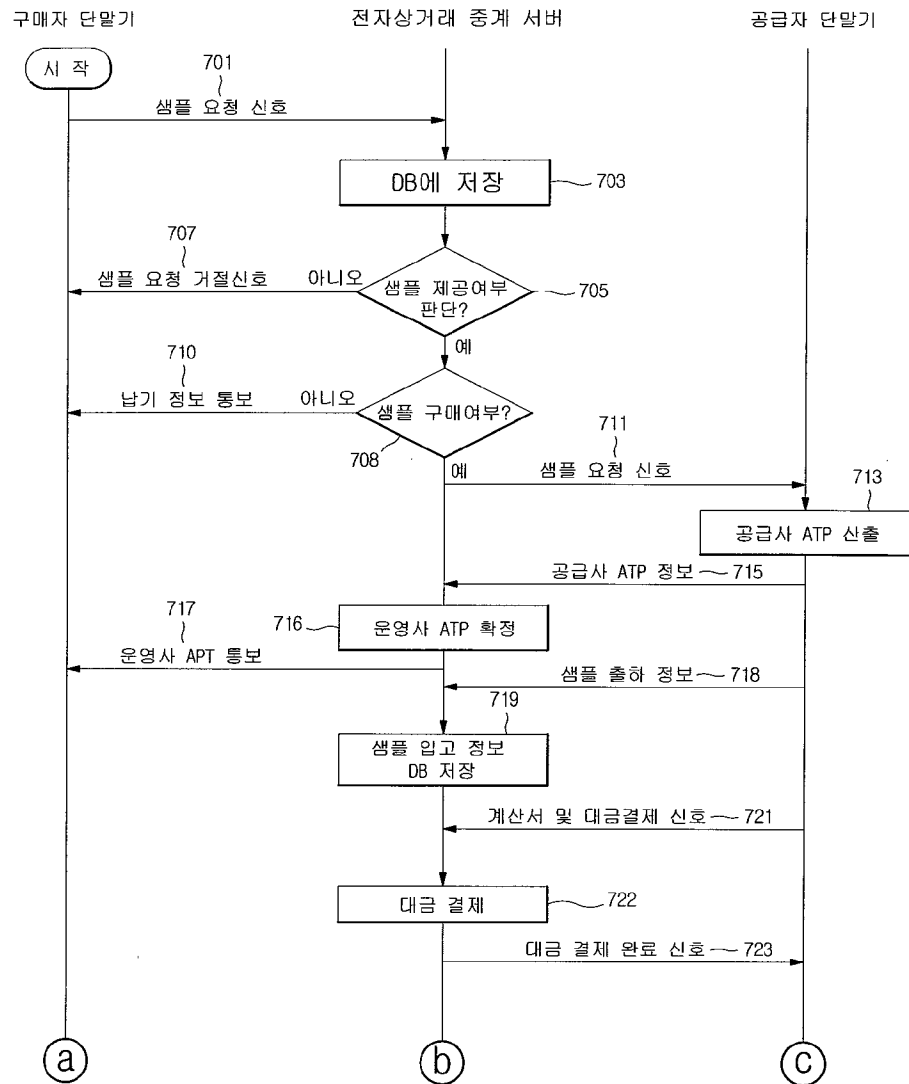 구매자 단말기
전자상거래 중계 서버
공급자 단말기
시 작
701
샘플 요청 신호
DB에 저장
703
707
샘플 요청 거절신호
아니오
샘플 제공여부
판단?
705
예
710
납기 정보 통보
아니오
샘플 구매여부?
708
711
예
샘플 요청 신호
713
공급사 ATP 산출
공급사 ATP 정보
715
717
716
운영사 ATP 확정
운영사 APT 통보
샘플 출하 정보
718
719
샘플 입고 정보
DB 저장
계산서 및 대금결제 신호
721
대금 결제
722
대금 결제 완료 신호
723
a
b
c